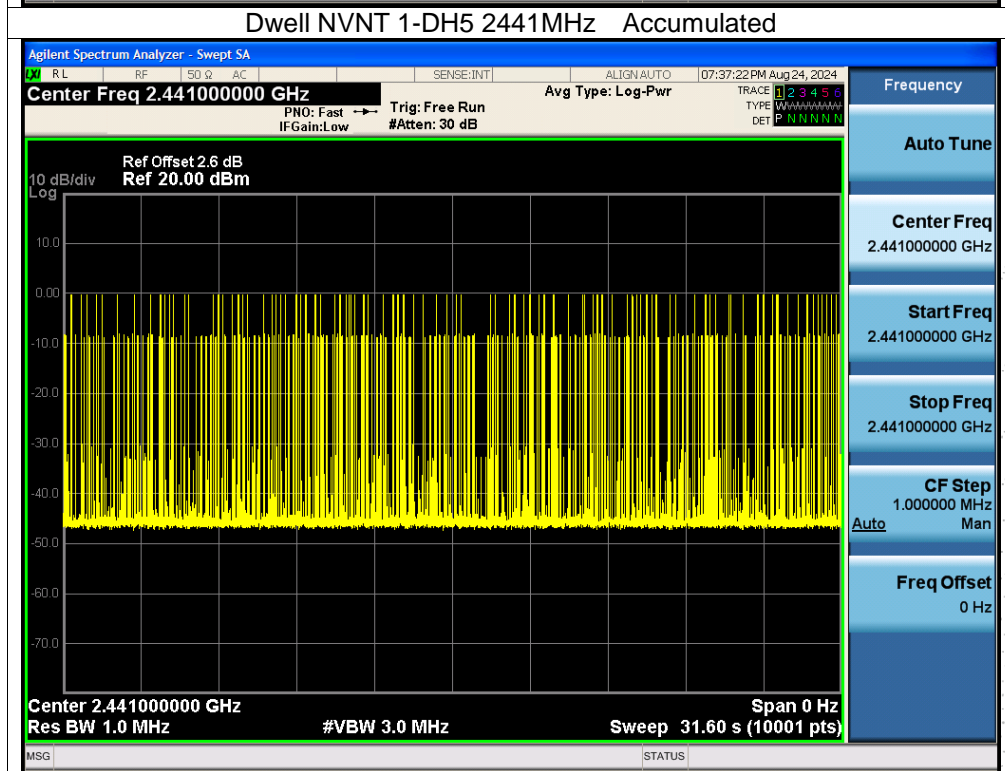 Dwell NVNT 1-DH5 2441MHz Accumulated
Agilent Spectrum Analyzer - Swept SA
RL RF 50 Ω AC SENSE:INT ALIGN AUTO 07:37:22 PM Aug 24, 2024
Center Freq 2.441000000 GHz
PNO: Fast
IFGain:Low
Trig: Free Run
#Atten: 30 dB
Avg Type: Log-Pwr
TRACE 1 2 3 4 5 6
TYPE
DET P N N N N N
Frequency
Ref Offset 2.6 dB
10 dB/div Ref 20.00 dBm
Log
10.0
0.00
-10.0
-20.0
-30.0
-40.0
-50.0
-60.0
-70.0
Center 2.441000000 GHz Span 0 Hz
Res BW 1.0 MHz #VBW 3.0 MHz Sweep 31.60 s (10001 pts)
Auto Tune
Center Freq
2.441000000 GHz
Start Freq
2.441000000 GHz
Stop Freq
2.441000000 GHz
CF Step
1.000000 MHz
Auto Man
Freq Offset
0 Hz
MSG STATUS